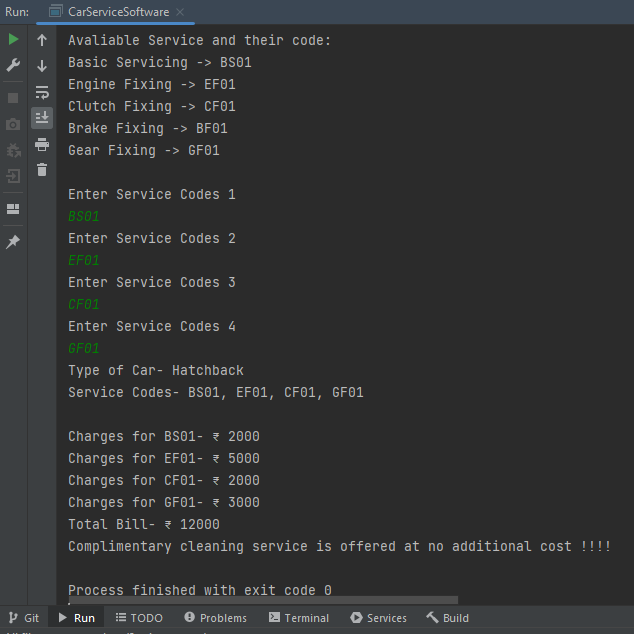 Run: CarServiceSoftware
Avaliable Service and their code:
Basic Servicing -> BS01
Engine Fixing -> EF01
Clutch Fixing -> CF01
Brake Fixing -> BF01
Gear Fixing -> GF01
Enter Service Codes 1
BS01
Enter Service Codes 2
EF01
Enter Service Codes 3
CF01
Enter Service Codes 4
GF01
Type of Car- Hatchback
Service Codes- BS01, EF01, CF01, GF01
Charges for BS01- ₹ 2000
Charges for EF01- ₹ 5000
Charges for CF01- ₹ 2000
Charges for GF01- ₹ 3000
Total Bill- ₹ 12000
Complimentary cleaning service is offered at no additional cost !!!!
Process finished with exit code 0
Git Run TODO Problems Terminal Services Build